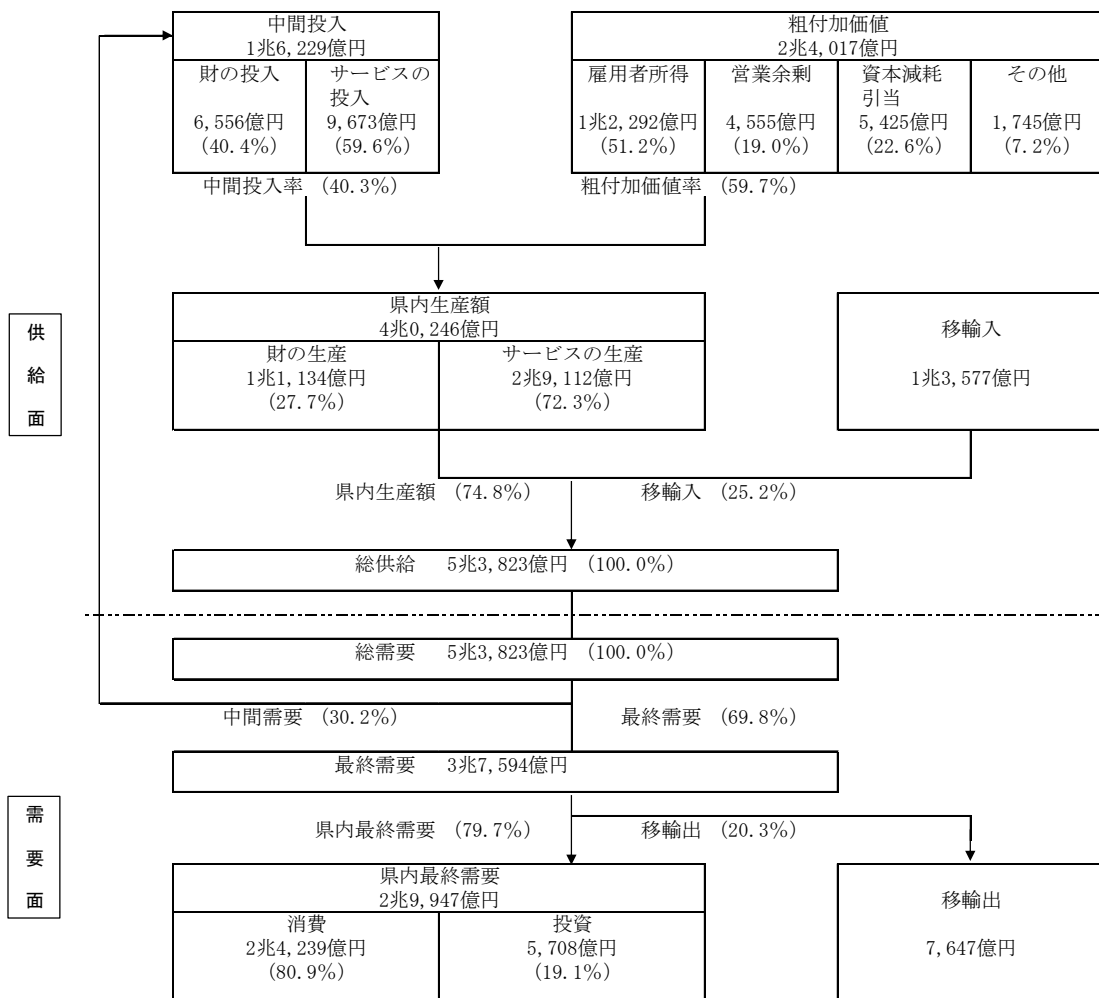 中間投入
1兆6,229億円
財の投入
6,556億円
(40.4%)
サービスの
投入
9,673億円
(59.6%)
粗付加価値
2兆4,017億円
雇用者所得
1兆2,292億円
(51.2%)
営業余剰
4,555億円
(19.0%)
資本減耗
引当
5,425億円
(22.6%)
その他
1,745億円
(7.2%)
中間投入率 (40.3%)
粗付加価値率 (59.7%)
供
給
面
県内生産額
4兆0,246億円
財の生産
1兆1,134億円
(27.7%)
サービスの生産
2兆9,112億円
(72.3%)
移輸入
1兆3,577億円
県内生産額 (74.8%)
移輸入 (25.2%)
総供給 5兆3,823億円 (100.0%)
総需要 5兆3,823億円 (100.0%)
中間需要 (30.2%)
最終需要 (69.8%)
最終需要 3兆7,594億円
需
要
面
県内最終需要 (79.7%)
移輸出 (20.3%)
県内最終需要
2兆9,947億円
消費
2兆4,239億円
(80.9%)
投資
5,708億円
(19.1%)
移輸出
7,647億円